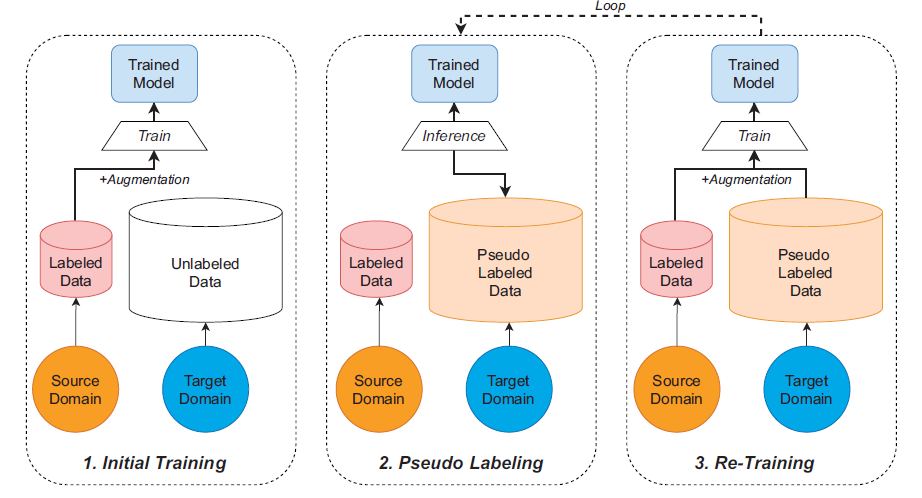 Loop
Trained
Model
Train
+Augmentation
Labeled
Data
Unlabeled
Data
Source
Domain
Target
Domain
1. Initial Training
Trained
Model
Inference
Labeled
Data
Pseudo
Labeled
Data
Source
Domain
Target
Domain
2. Pseudo Labeling
Trained
Model
Train
+Augmentation
Labeled
Data
Pseudo
Labeled
Data
Source
Domain
Target
Domain
3. Re-Training